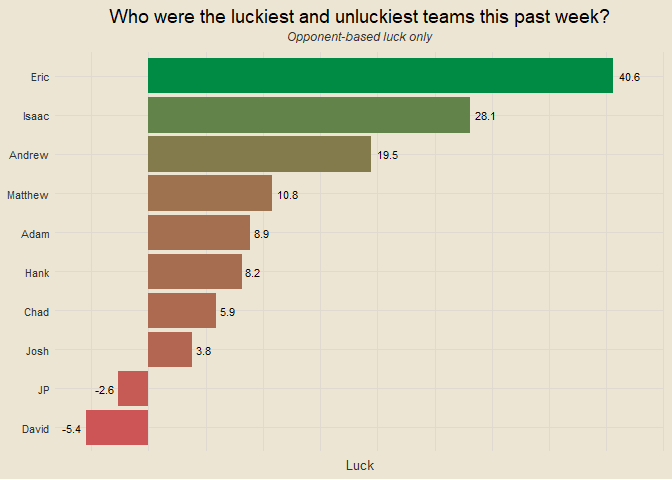 Who were the luckiest and unluckiest teams this past week?
Opponent-based luck only
Eric 40.6
Isaac 28.1
Andrew 19.5
Matthew 10.8
Adam 8.9
Hank 8.2
Chad 5.9
Josh 3.8
JP -2.6
David -5.4
Luck